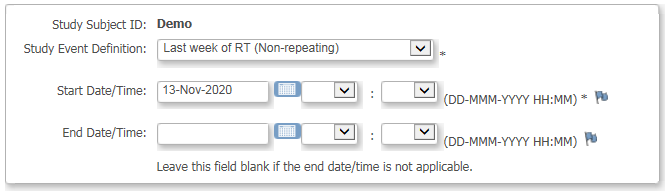 Study Subject ID: Demo
Study Event Definition: Last week of RT (Non-repeating) *
Start Date/Time: 13-Nov-2020 : (DD-MMM-YYYY HH:MM) *
End Date/Time: : (DD-MMM-YYYY HH:MM)
Leave this field blank if the end date/time is not applicable.